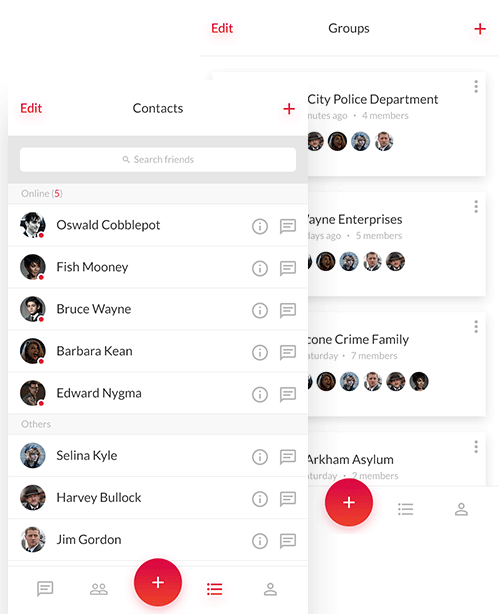 Edit Groups
City Police Department
nutes ago • 4 members
ayne Enterprises
days ago • 5 members
cone Crime Family
turday • 7 members
Arkham Asylum
turday • 2 members
Edit Contacts
Search friends
Online (5)
Oswald Cobblepot
Fish Mooney
Bruce Wayne
Barbara Kean
Edward Nygma
Others
Selina Kyle
Harvey Bullock
Jim Gordon